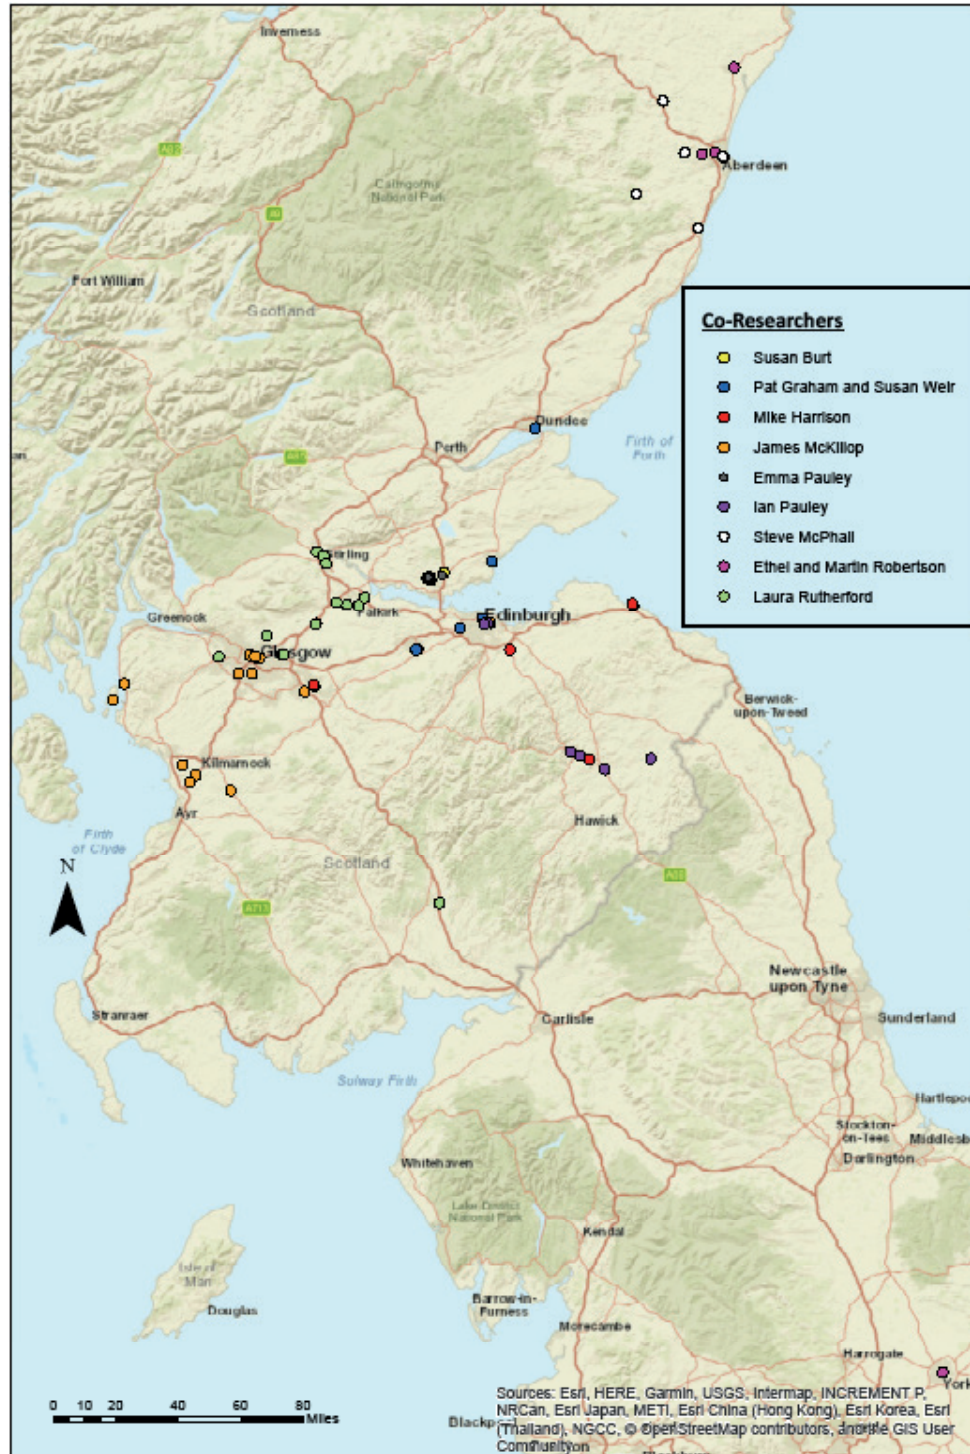 Inverness
A92
Cairngorms
National Park
Aberdeen
A9
Fort William
Scotland
Co-Researchers
Susan Burt
Pat Graham and Susan Weir
Mike Harrison
James McKillop
Emma Pauley
Ian Pauley
Steve McPhail
Ethel and Martin Robertson
Laura Rutherford
Dundee
Perth
Firth of
Forth
A85
Stirling
Greenock
Falkirk
Edinburgh
Glasgow
Berwick-
upon-Tweed
Kilmarnock
Ayr
Hawick
Firth
of Clyde
Scotland
N
A68
A713
Newcastle
upon Tyne
Stranraer
Carlisle
Sunderland
Solway Firth
Hartlepoo
Stockton-
on-Tees
Middlesb
Darlington
Whitehaven
Lake District
National Park
Kendal
Isle of
Man
Douglas
Barrow-in-
Furness
Morecambe
Harrogate
York
0 10 20 40 60 80
Miles
Sources: Esri, HERE, Garmin, USGS, Intermap, INCREMENT P,
NRCan, Esri Japan, METI, Esri China (Hong Kong), Esri Korea, Esri
(Thailand), NGCC, © OpenStreetMap contributors, and the GIS User
Community
Blackpool